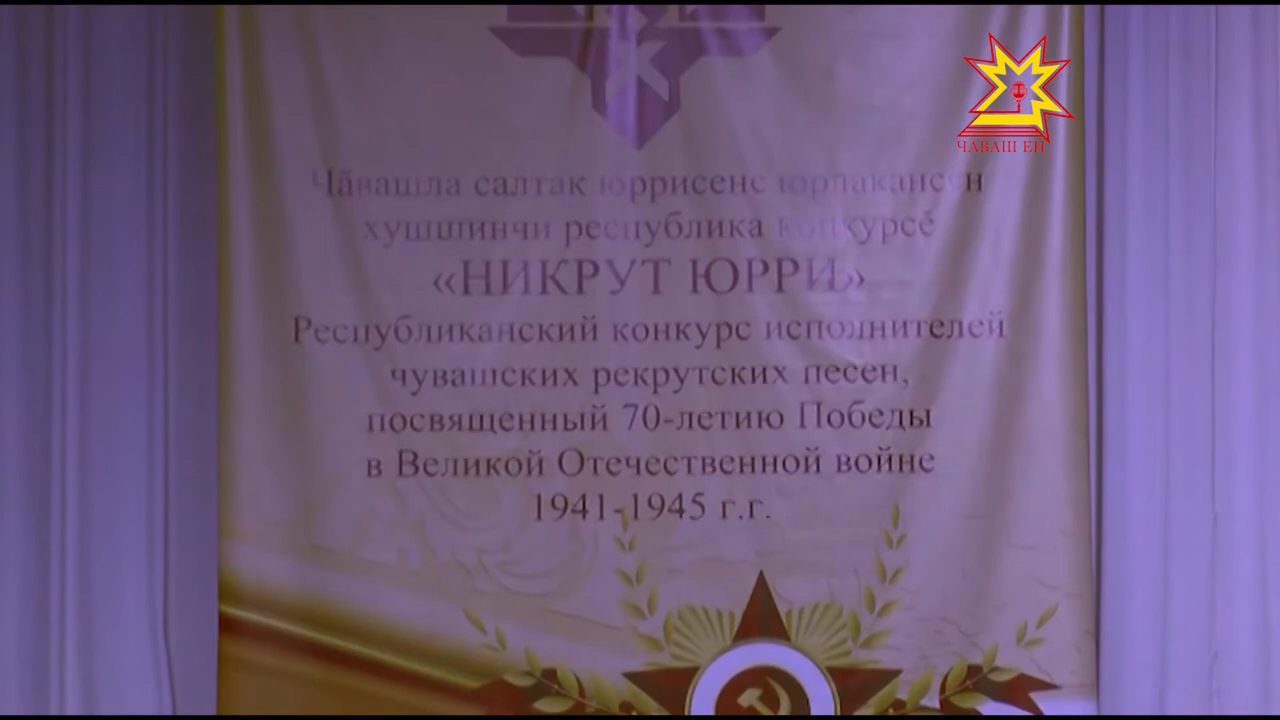 ЧĂВАШ ЕН
Чăвашла салтак юррисене юрлакансен
хушшинчи республика конкурсĕ
«НИКРУТ ЮРРИ»
Республиканский конкурс исполнителей
чувашских рекрутских песен,
посвященный 70-летию Победы
в Великой Отечественной войне
1941-1945 г.г.